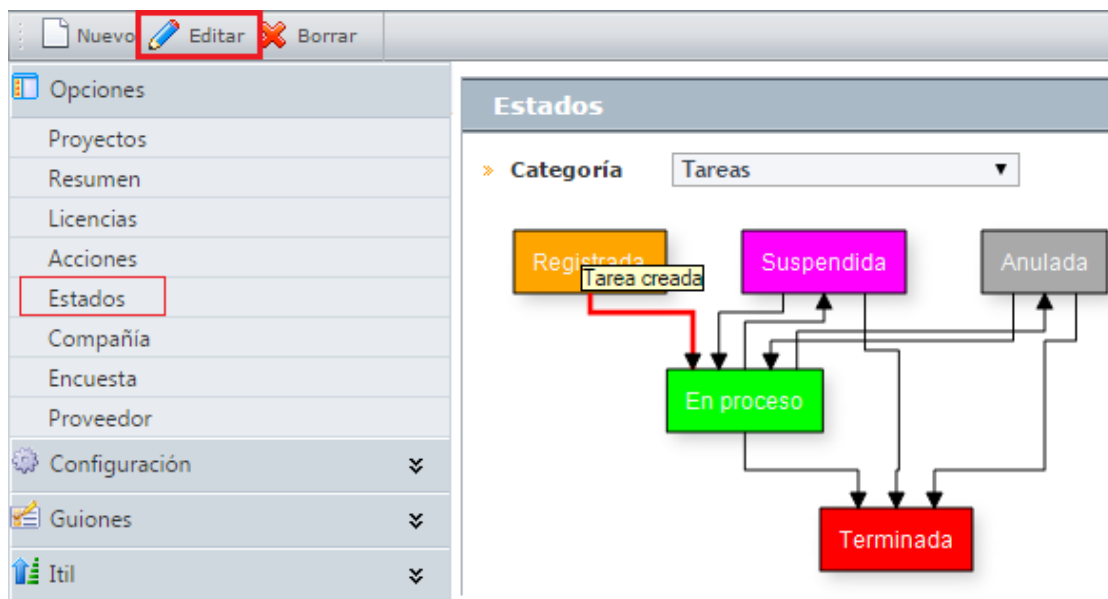 Nuevo Editar Borrar
Opciones
Proyectos
Resumen
Licencias
Acciones
Estados
Compañía
Encuesta
Proveedor
Configuración
Guiones
Itil
Estados
» Categoría Tareas
Registrada Suspendida Anulada
Tarea creada
En proceso
Terminada